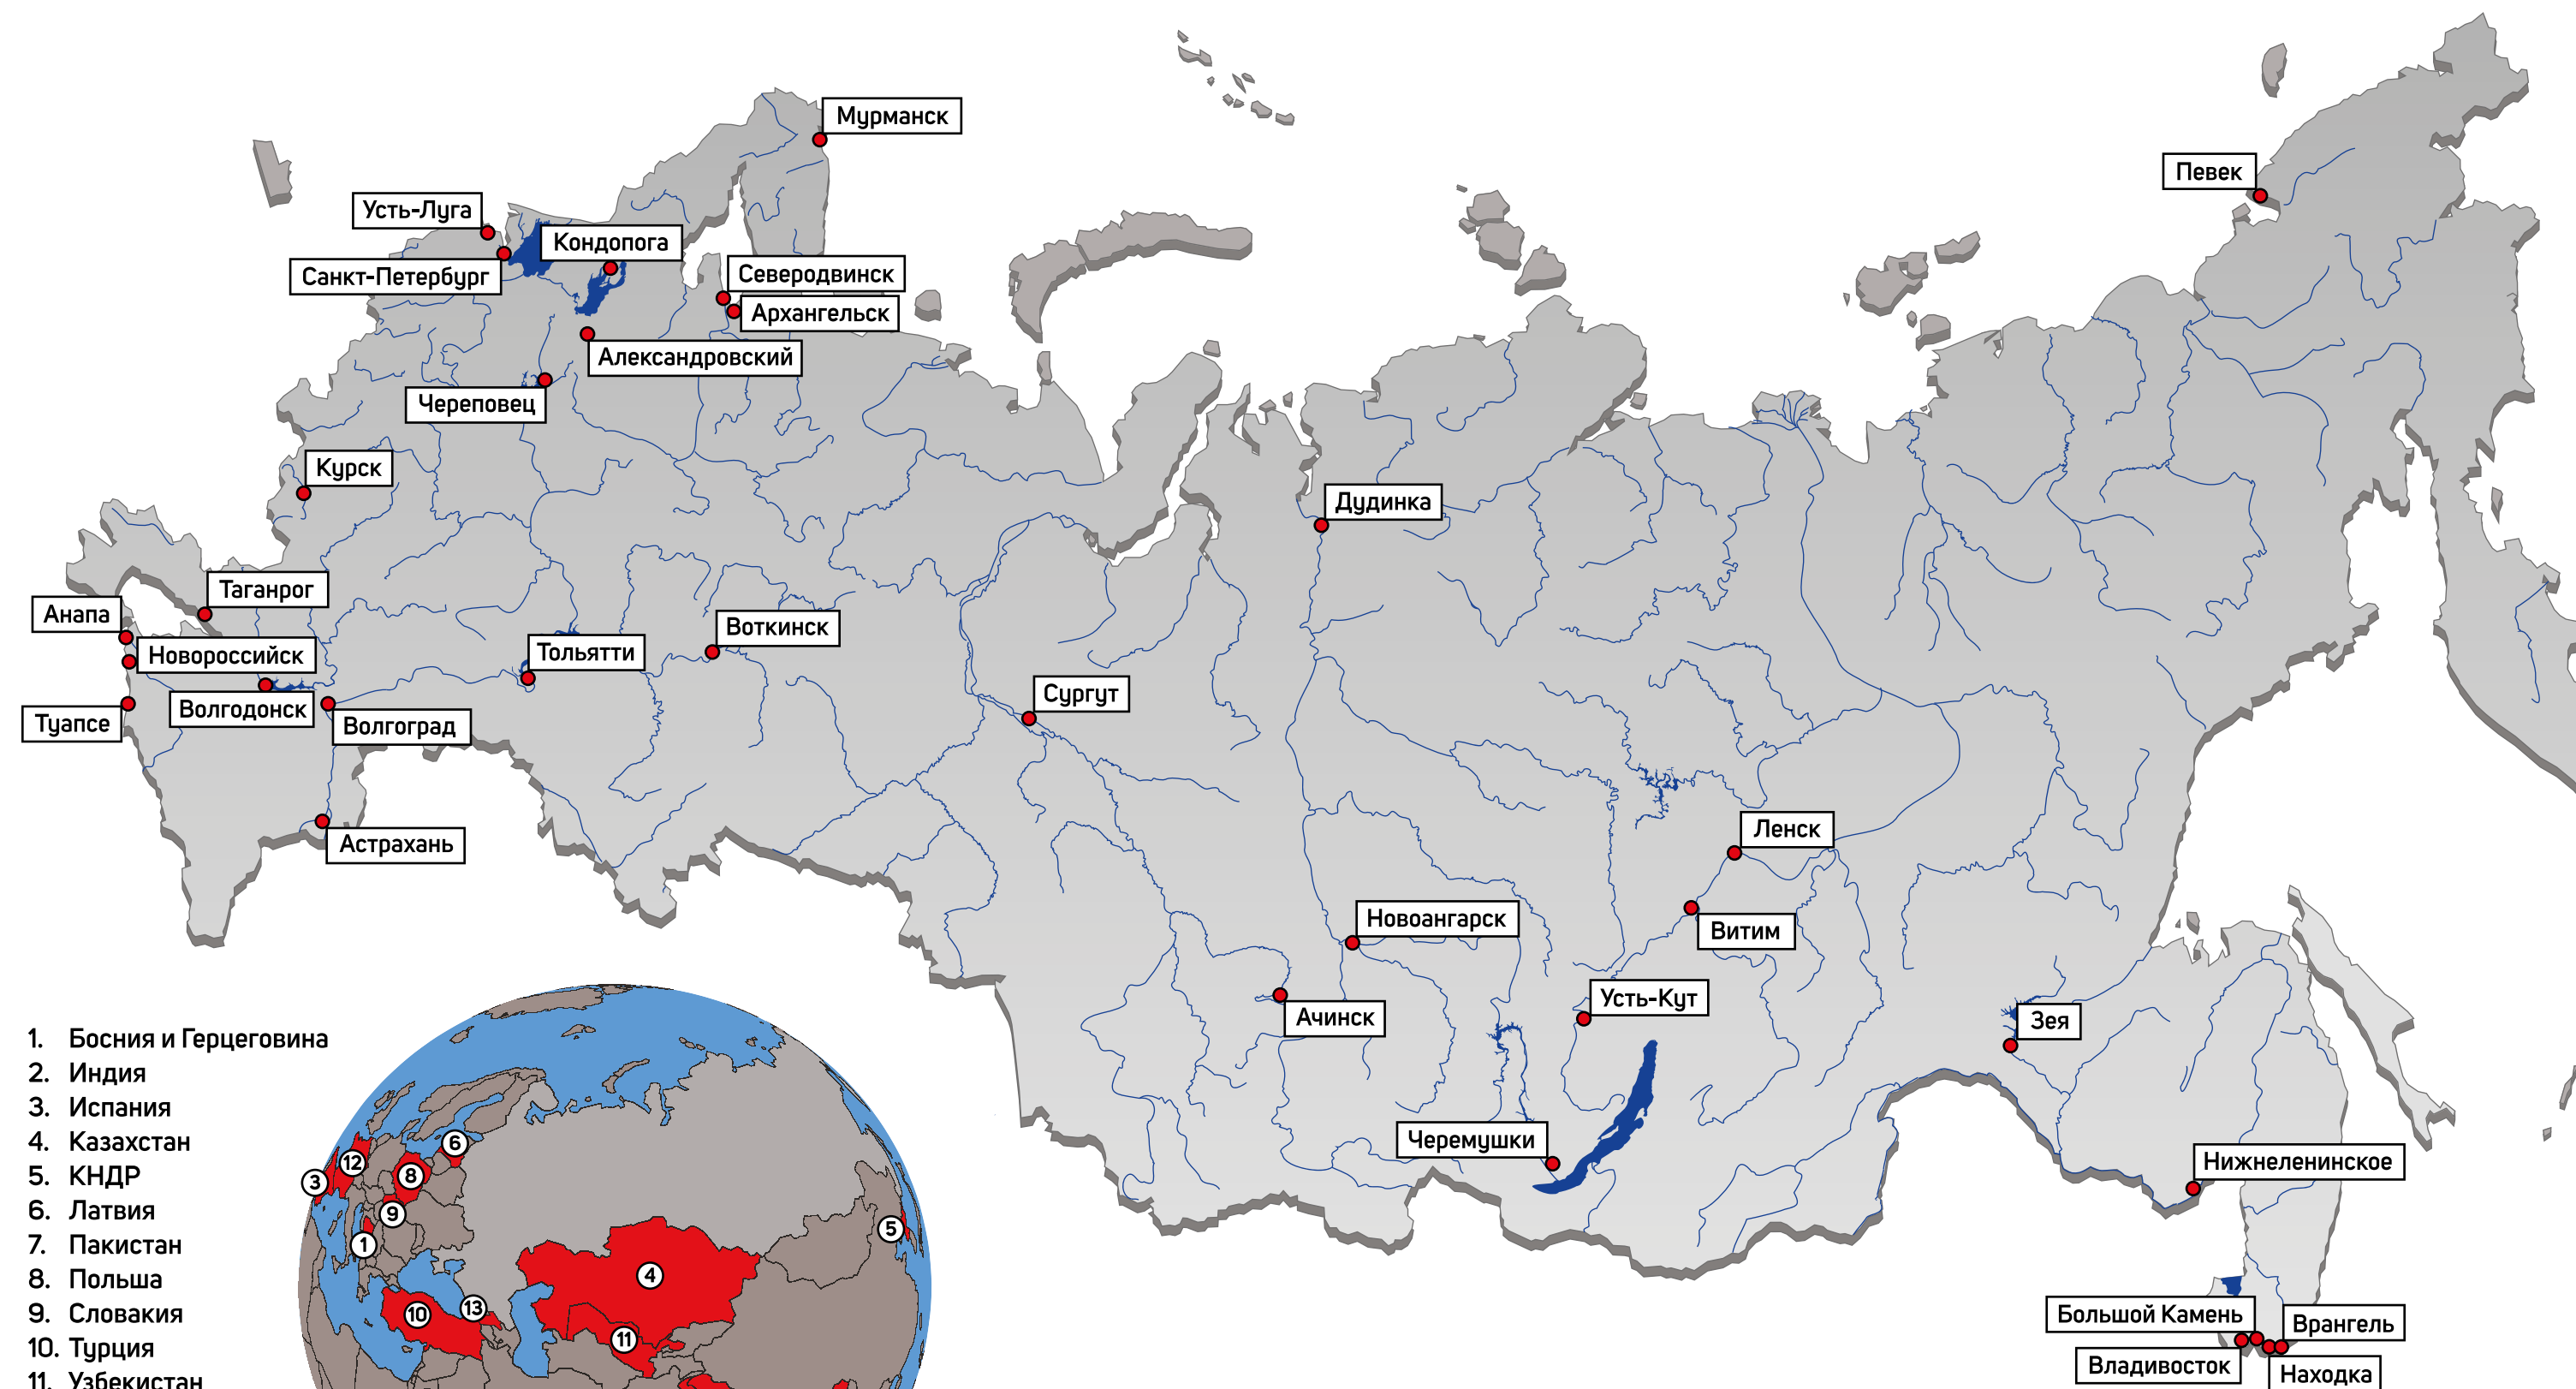 Мурманск
Певек
Усть-Луга
Кондопога
Санкт-Петербург
Северодвинск
Архангельск
Александровский
Череповец
Курск
Дудинка
Таганрог
Анапа
Воткинск
Новороссийск
Тольятти
Сургут
Волгодонск
Туапсе
Волгоград
Ленск
Астрахань
Новоангарск
Витим
Усть-Кут
Ачинск
Зея
Черемушки
Нижнеленинское
Большой Камень
Врангель
Владивосток
Находка
1. Босния и Герцеговина
2. Индия
3. Испания
4. Казахстан
5. КНДР
6. Латвия
7. Пакистан
8. Польша
9. Словакия
10. Турция
11. Узбекистан
6
12
8
3
9
5
1
4
13
10
11